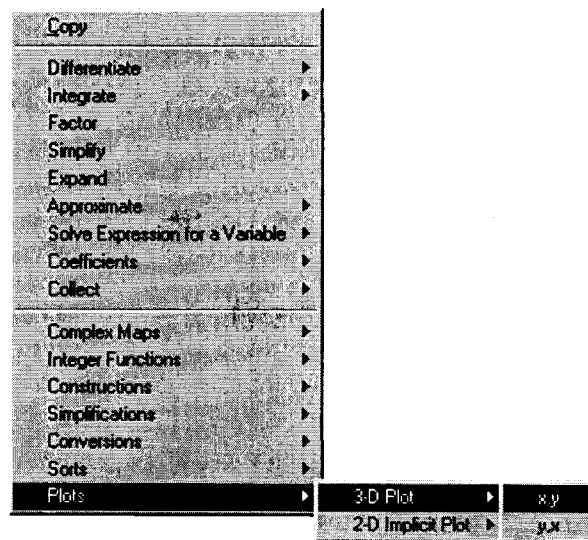 Copy
Differentiate
Integrate
Factor
Simplify
Expand
Approximate
Solve Expression for a Variable
Coefficients
Collect
Complex Maps
Integer Functions
Constructions
Simplifications
Conversions
Sorts
Plots 3-D Plot x,y
2-D Implicit Plot y,x